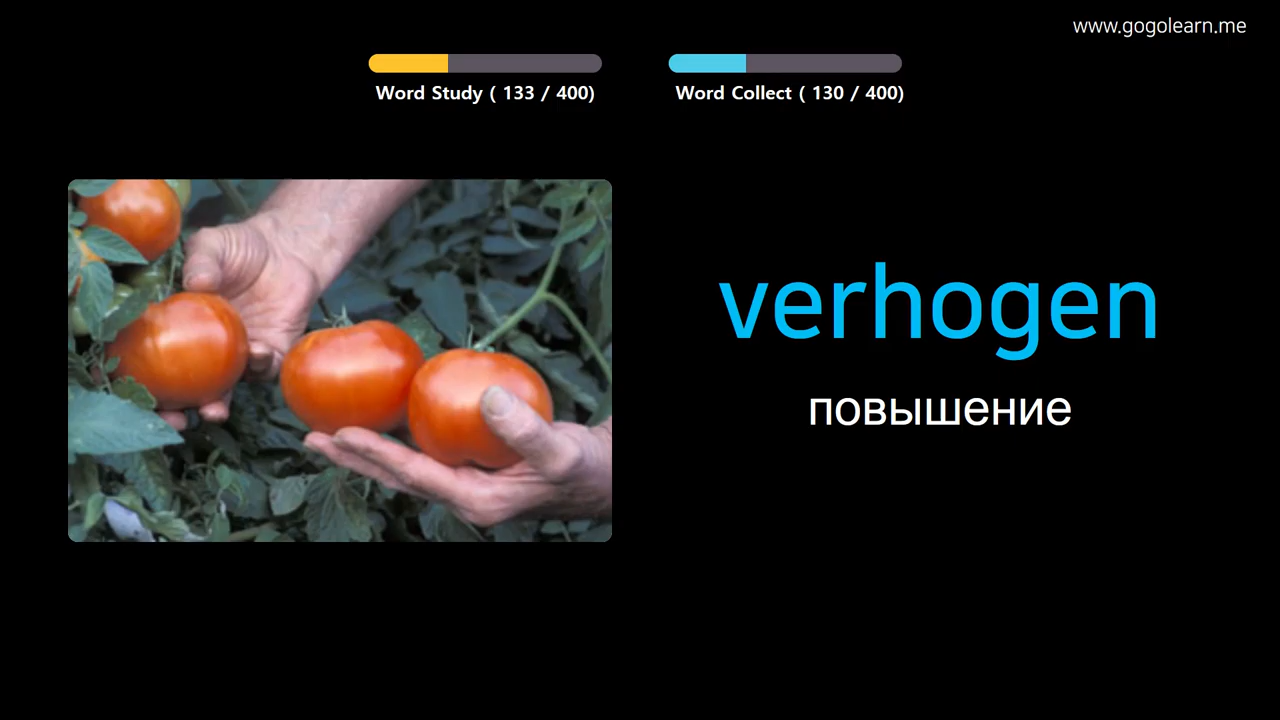 www.gogolearn.me
Word Study ( 133 / 400)
Word Collect ( 130 / 400)
verhogen
повышение